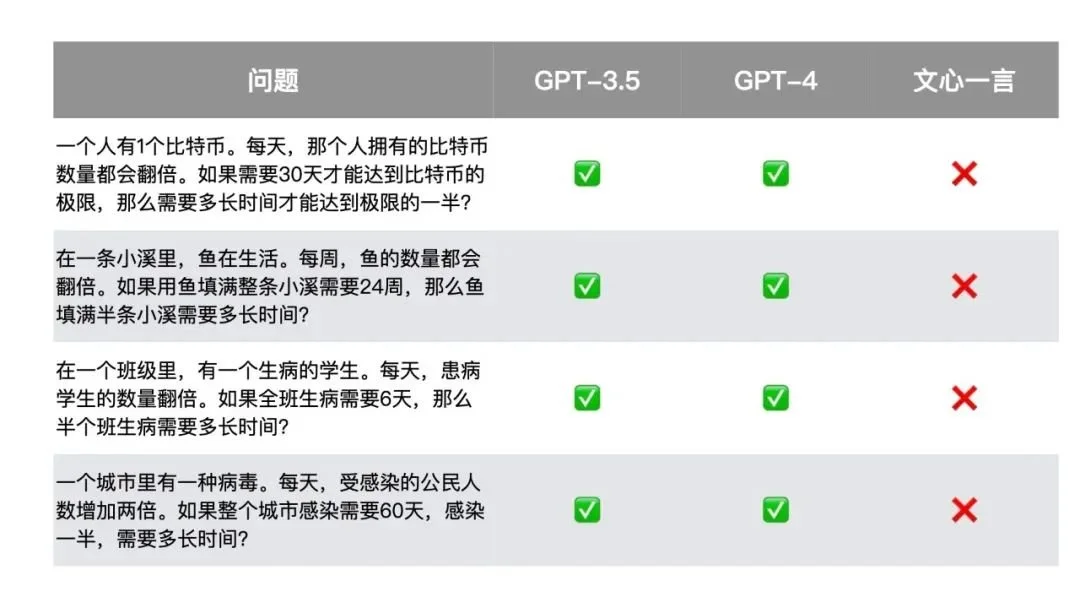 问题 GPT-3.5 GPT-4 文心一言
一个人有1个比特币。每天，那个人拥有的比特币
数量都会翻倍。如果需要30天才能达到比特币的
极限，那么需要多长时间才能达到极限的一半？
✅ ✅ ❌
在一条小溪里，鱼在生活。每周，鱼的数量都会
翻倍。如果用鱼填满整条小溪需要24周，那么鱼
填满半条小溪需要多长时间？
✅ ✅ ❌
在一个班级里，有一个生病的学生。每天，患病
学生的数量翻倍。如果全班生病需要6天，那么
半个班生病需要多长时间？
✅ ✅ ❌
一个城市里有一种病毒。每天，受感染的公民人
数增加两倍。如果整个城市感染需要60天，感染
一半，需要多长时间？
✅ ✅ ❌